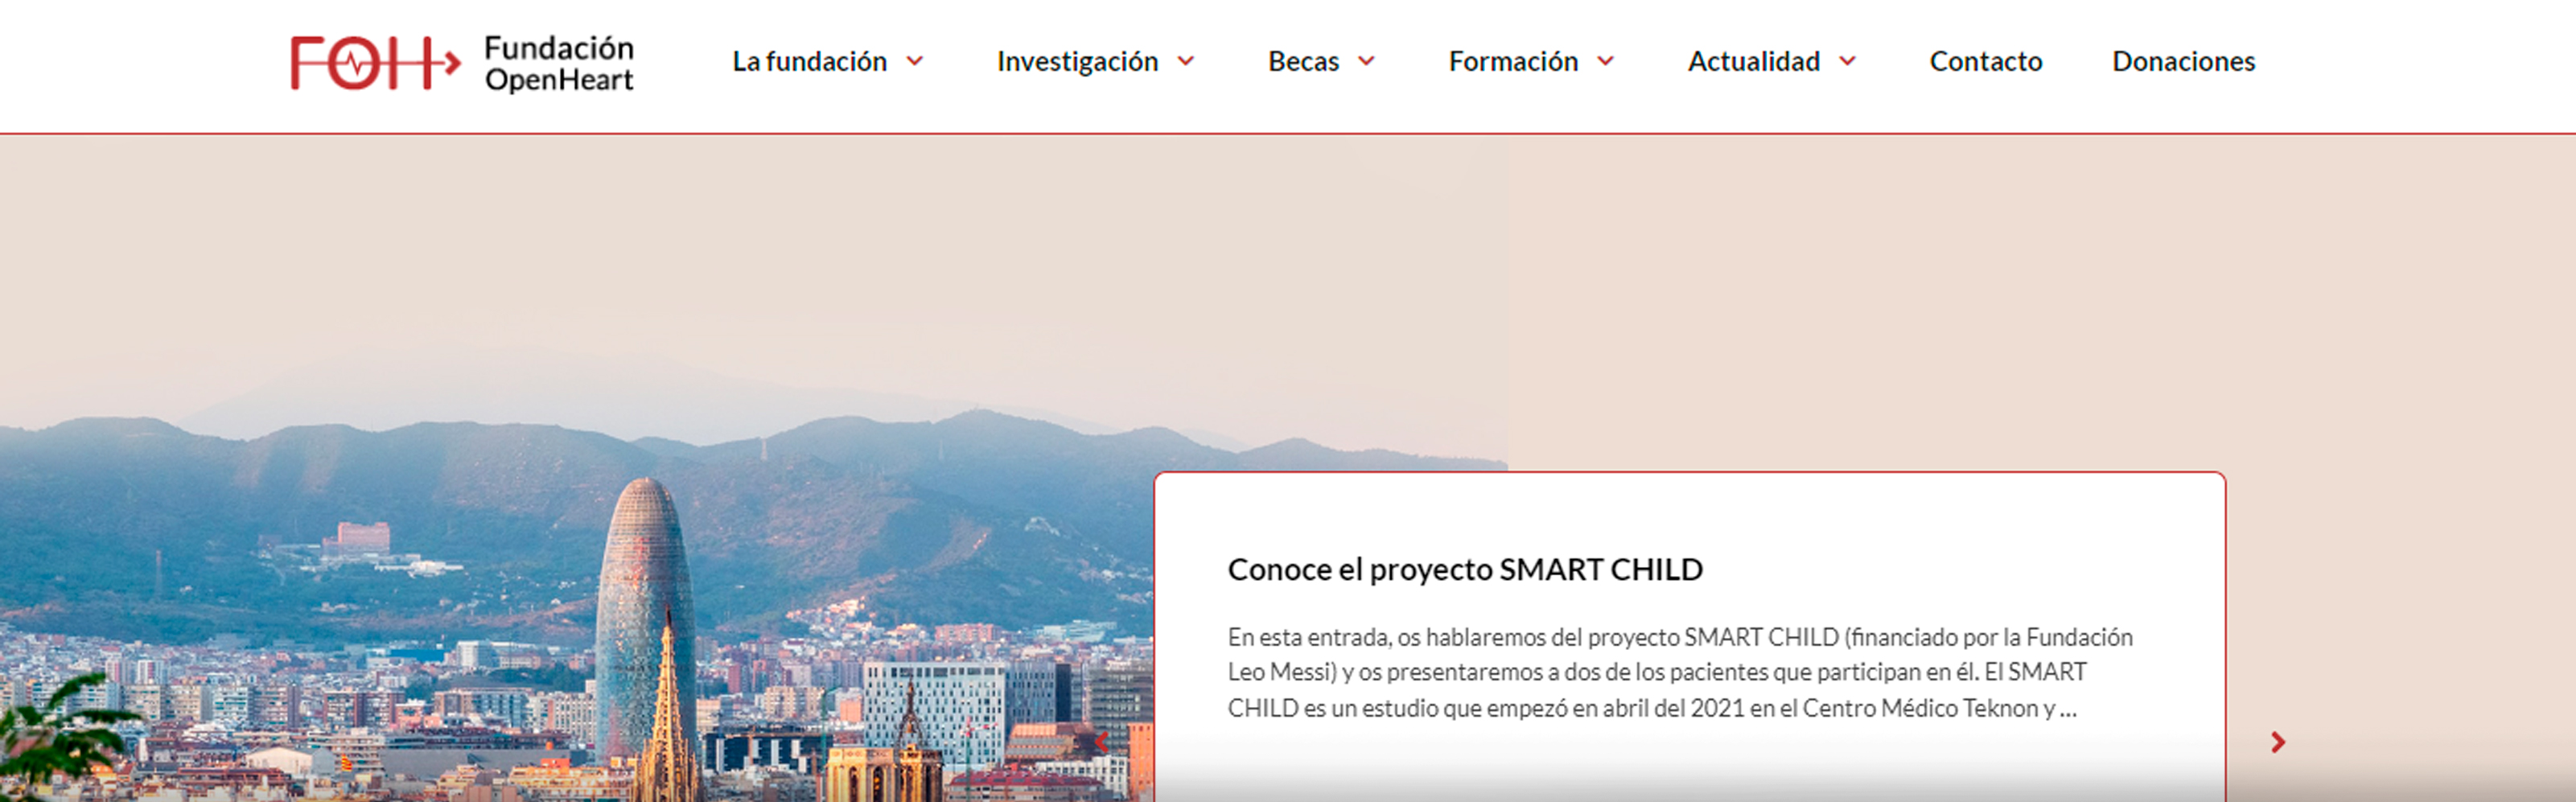 FOH
Fundación
OpenHeart
La fundación
Investigación
Becas
Formación
Actualidad
Contacto
Donaciones
Conoce el proyecto SMART CHILD
En esta entrada, os hablaremos del proyecto SMART CHILD (financiado por la Fundación
Leo Messi) y os presentaremos a dos de los pacientes que participan en él. El SMART
CHILD es un estudio que empezó en abril del 2021 en el Centro Médico Teknon y ...